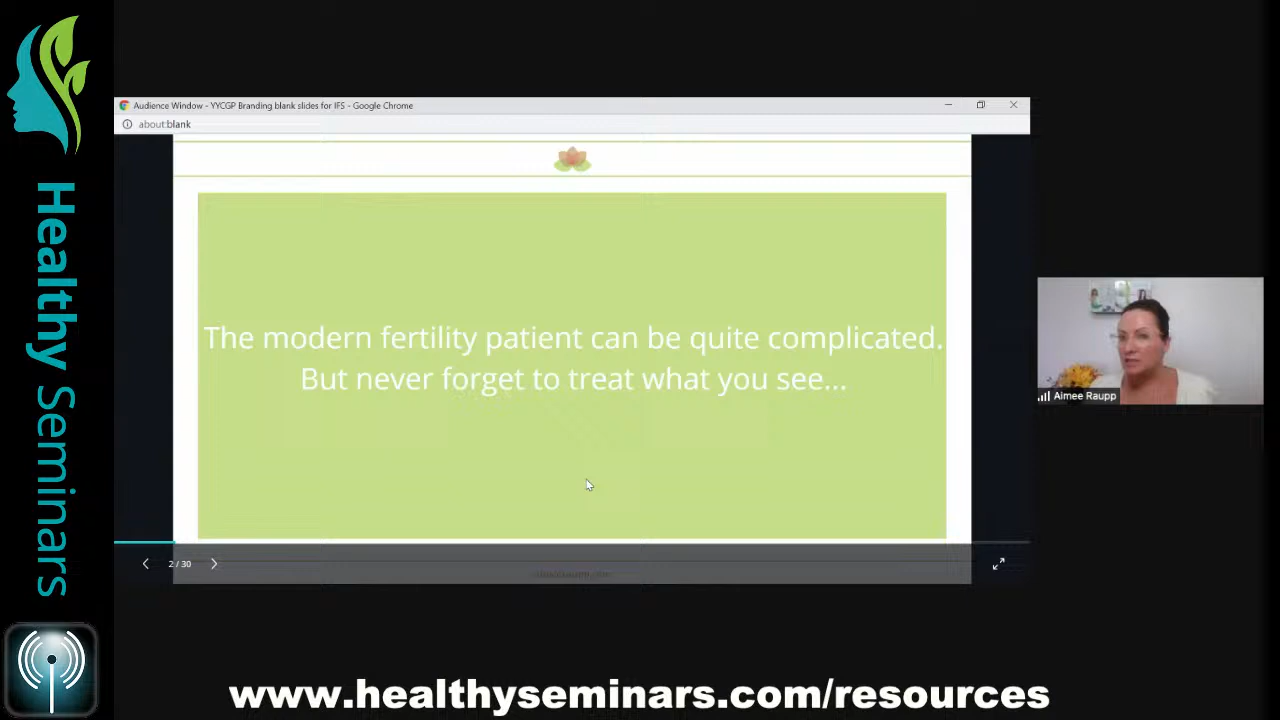 Healthy Seminars
Audience Window - YYCGP Branding blank slides for IFS - Google Chrome
about:blank
The modern fertility patient can be quite complicated.
But never forget to treat what you see...
2 / 30
Aimee Raupp
www.healthyseminars.com/resources